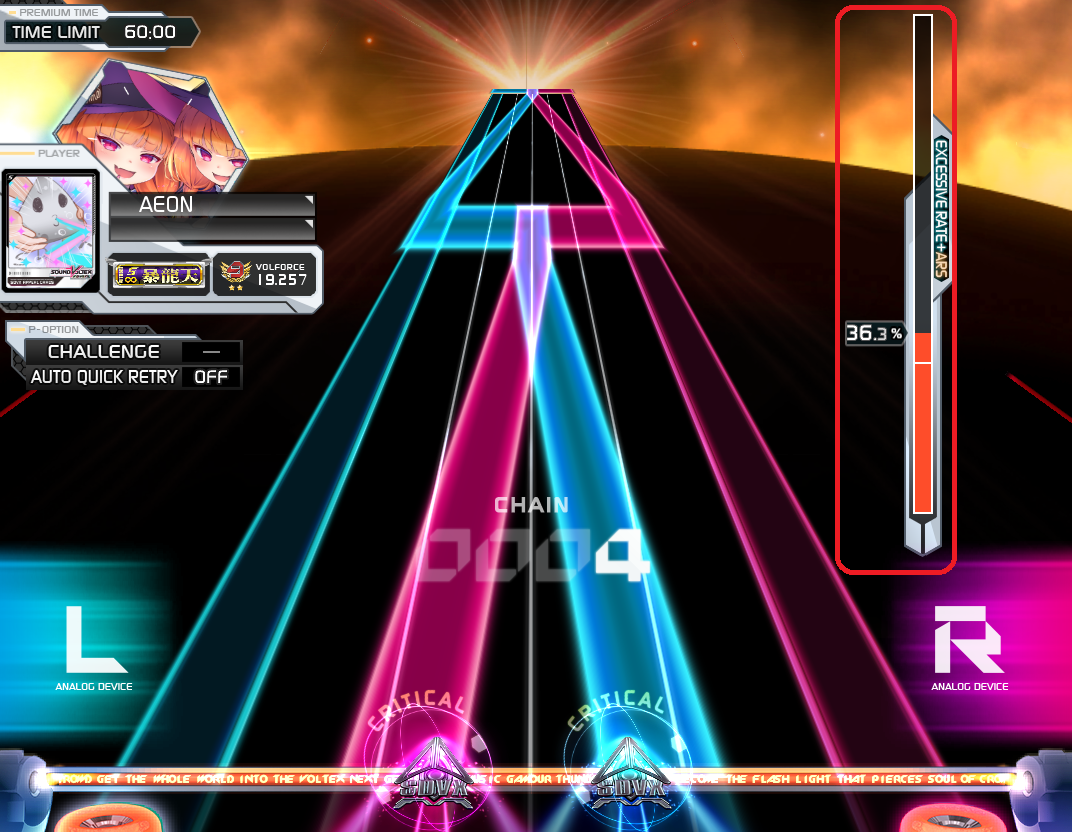 PREMIUM TIME
TIME LIMIT 60:00
PLAYER
AEON
暴龍天
VOLFORCE
19.257
P-OPTION
CHALLENGE —
AUTO QUICK RETRY OFF
EXCESSIVE RATE + ARS
36.3 %
CHAIN
0004
L
ANALOG DEVICE
R
ANALOG DEVICE
CRITICAL
CRITICAL
GET THE WHOLE WORLD INTO THE VOLTEX NEXT
THE FLASH LIGHT THAT PIERCES SOUL OF
SDVX
SDVX